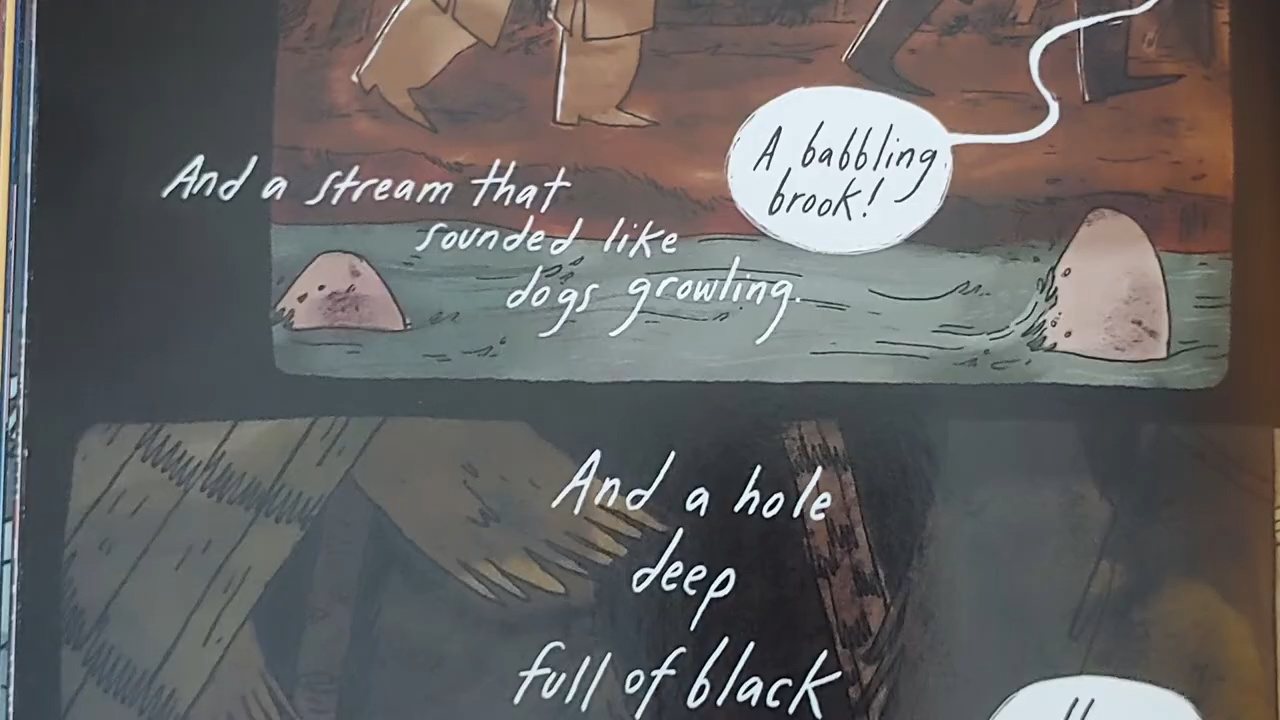 A babbling
brook!
And a stream that
sounded like
dogs growling.
And a hole
deep
full of black